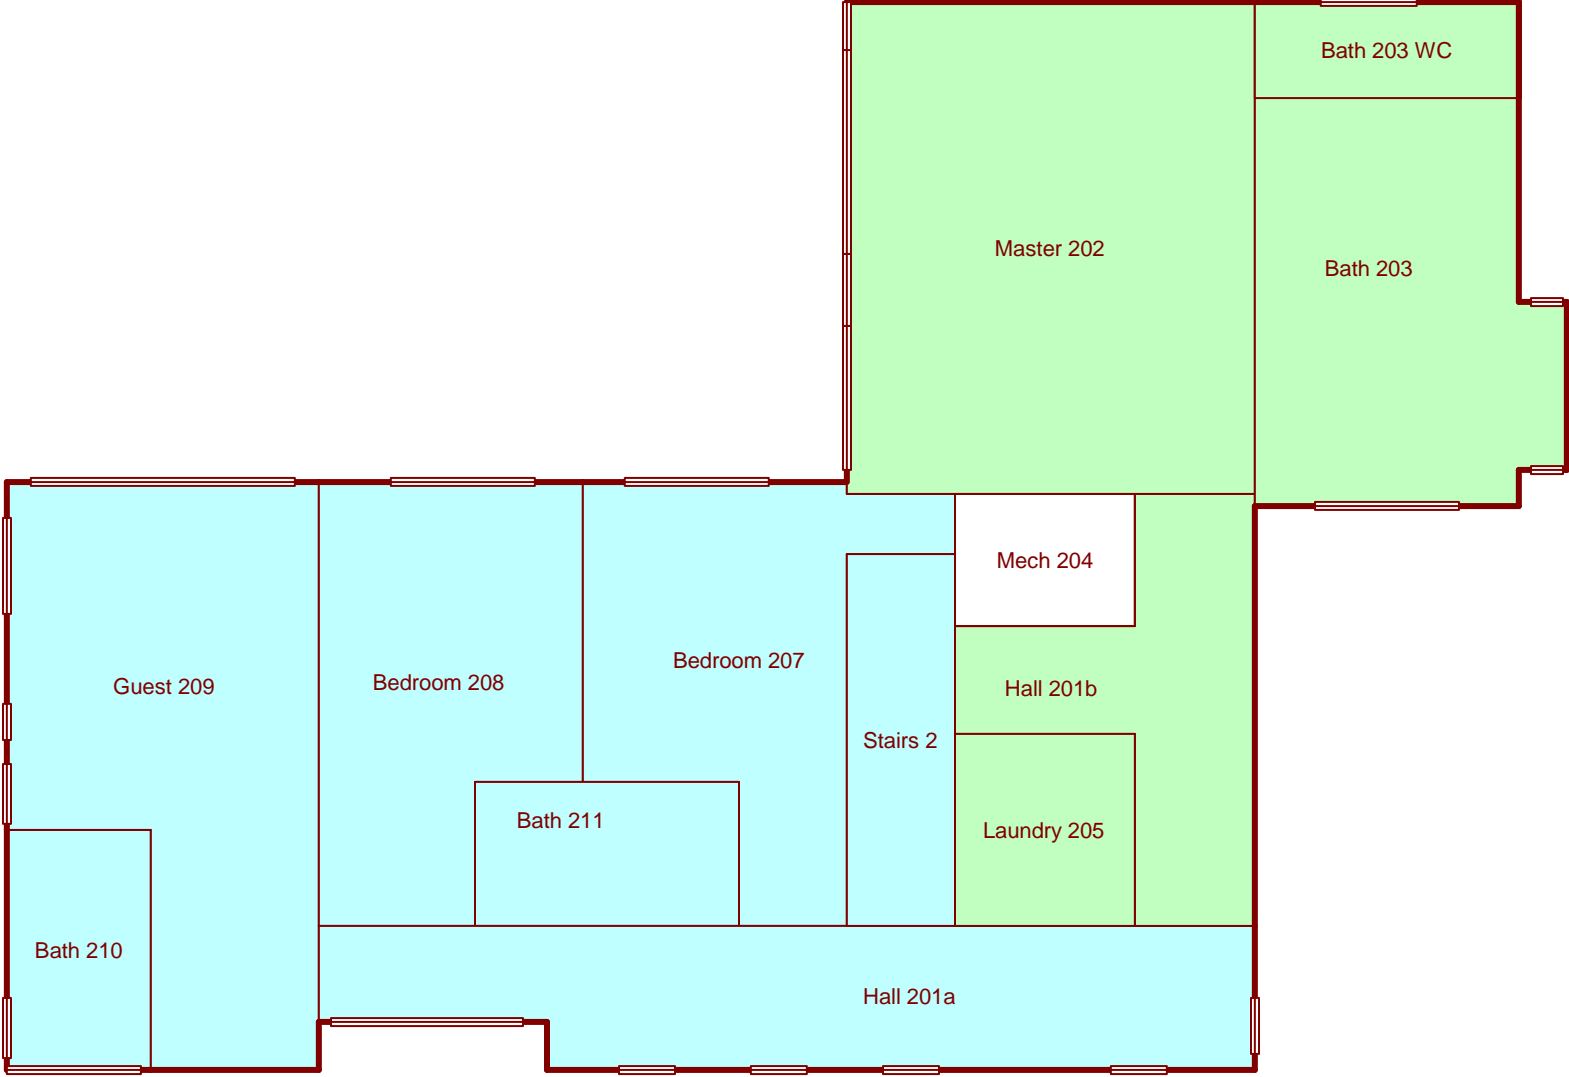 Bath 203 WC
Master 202
Bath 203
Mech 204
Bedroom 207
Bedroom 208
Guest 209
Hall 201b
Stairs 2
Bath 211
Laundry 205
Bath 210
Hall 201a